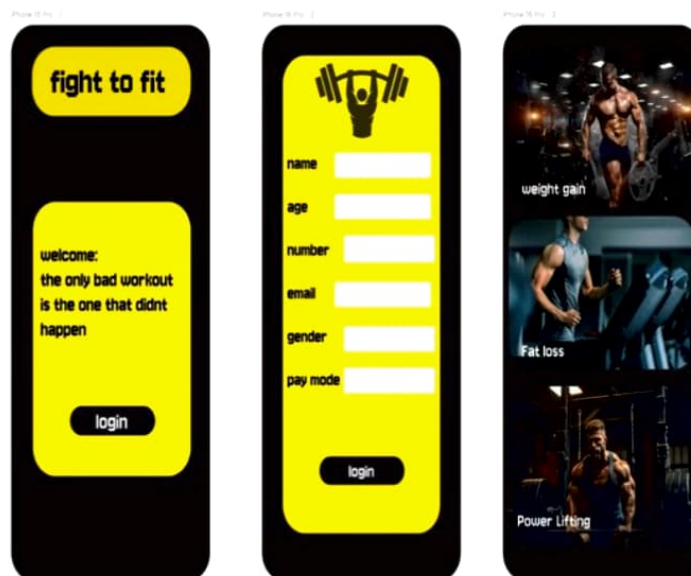 fight to fit
welcome:
the only bad workout
is the one that didnt
happen
login
name
age
number
email
gender
pay mode
login
weight gain
Fat loss
Power Lifting